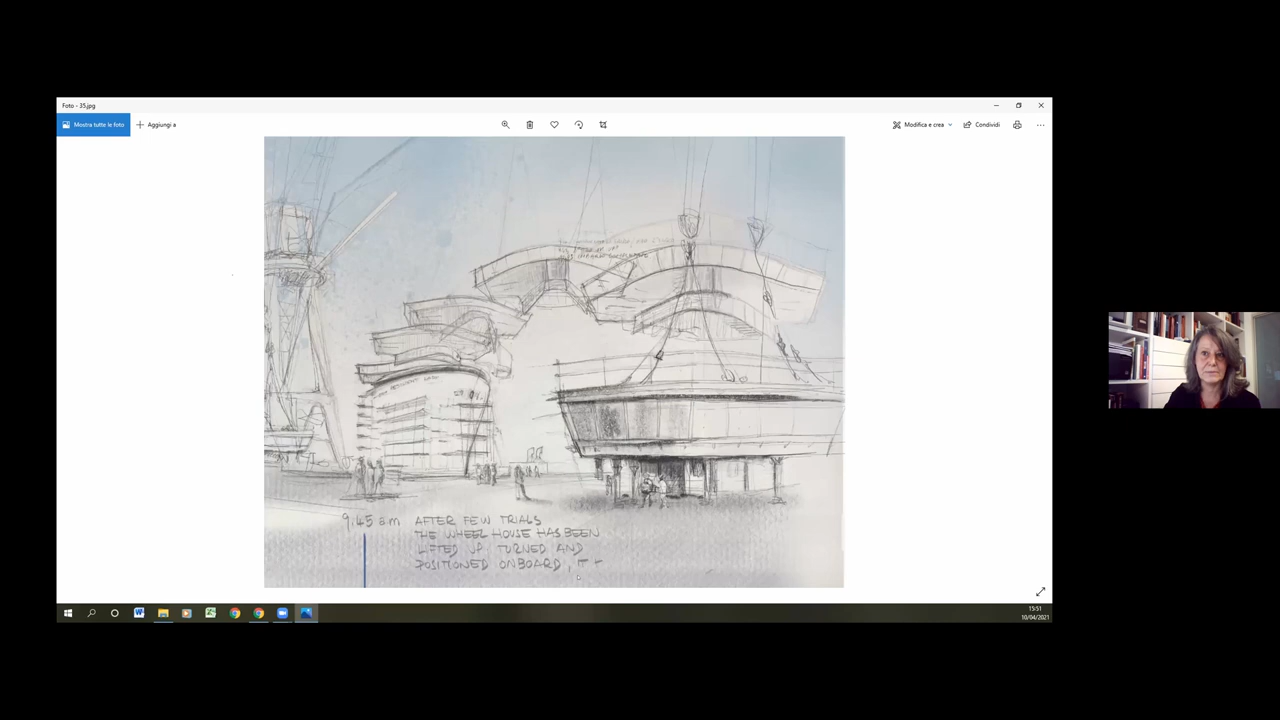 Foto - 35.jpg
Mostra tutte le foto
Aggiungi a
Modifica e crea
Condividi
9.45 a.m AFTER FEW TRIALS
THE WHEEL HOUSE HAS BEEN
LIFTED UP TURNED AND
POSITIONED ONBOARD, IT
15:51
10/04/2021